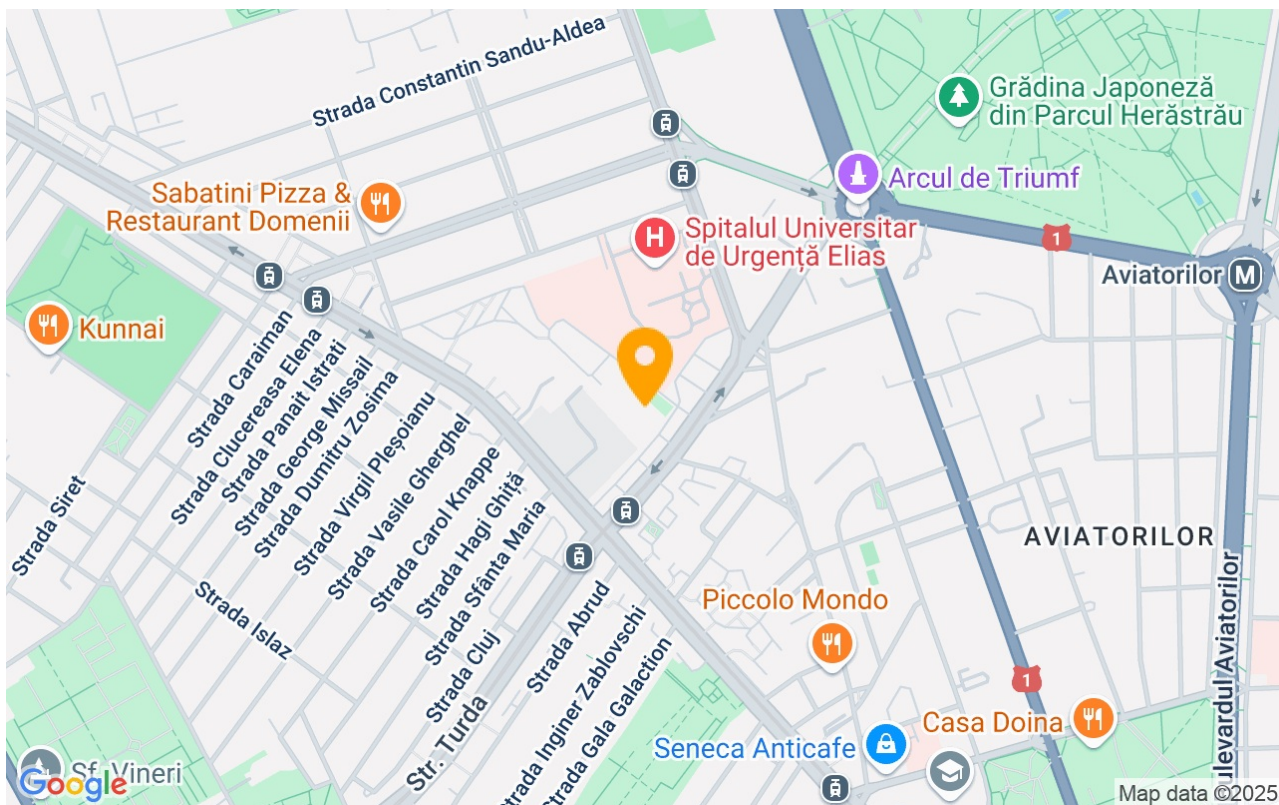 Strada Constantin Sandu-Aldea
Grădina Japoneză
din Parcul Herăstrău
Arcul de Triumf
Sabatini Pizza &
Restaurant Domenii
H
Spitalul Universitar
de Urgență Elias
1
Aviatorilor
M
Kunnai
Strada Caraiman
Strada Clucereasa Elena
Strada Panait Istrati
Strada George Missail
Strada Dumitru Zosima
Strada Virgil Pleșoianu
Strada Vasile Gherghel
Strada Carol Knappe
Strada Hagi Ghiță
Strada Sfânta Maria
Strada Cluj
Str. Turda
Strada Abrud
Strada Inginer Zablovschi
Strada Gala Galaction
Strada Siret
Strada Islaz
AVIATORILOR
Piccolo Mondo
1
Casa Doina
Seneca Anticafe
ulevardul Aviatorilor
Sf. Vineri
Google
Map data ©2025